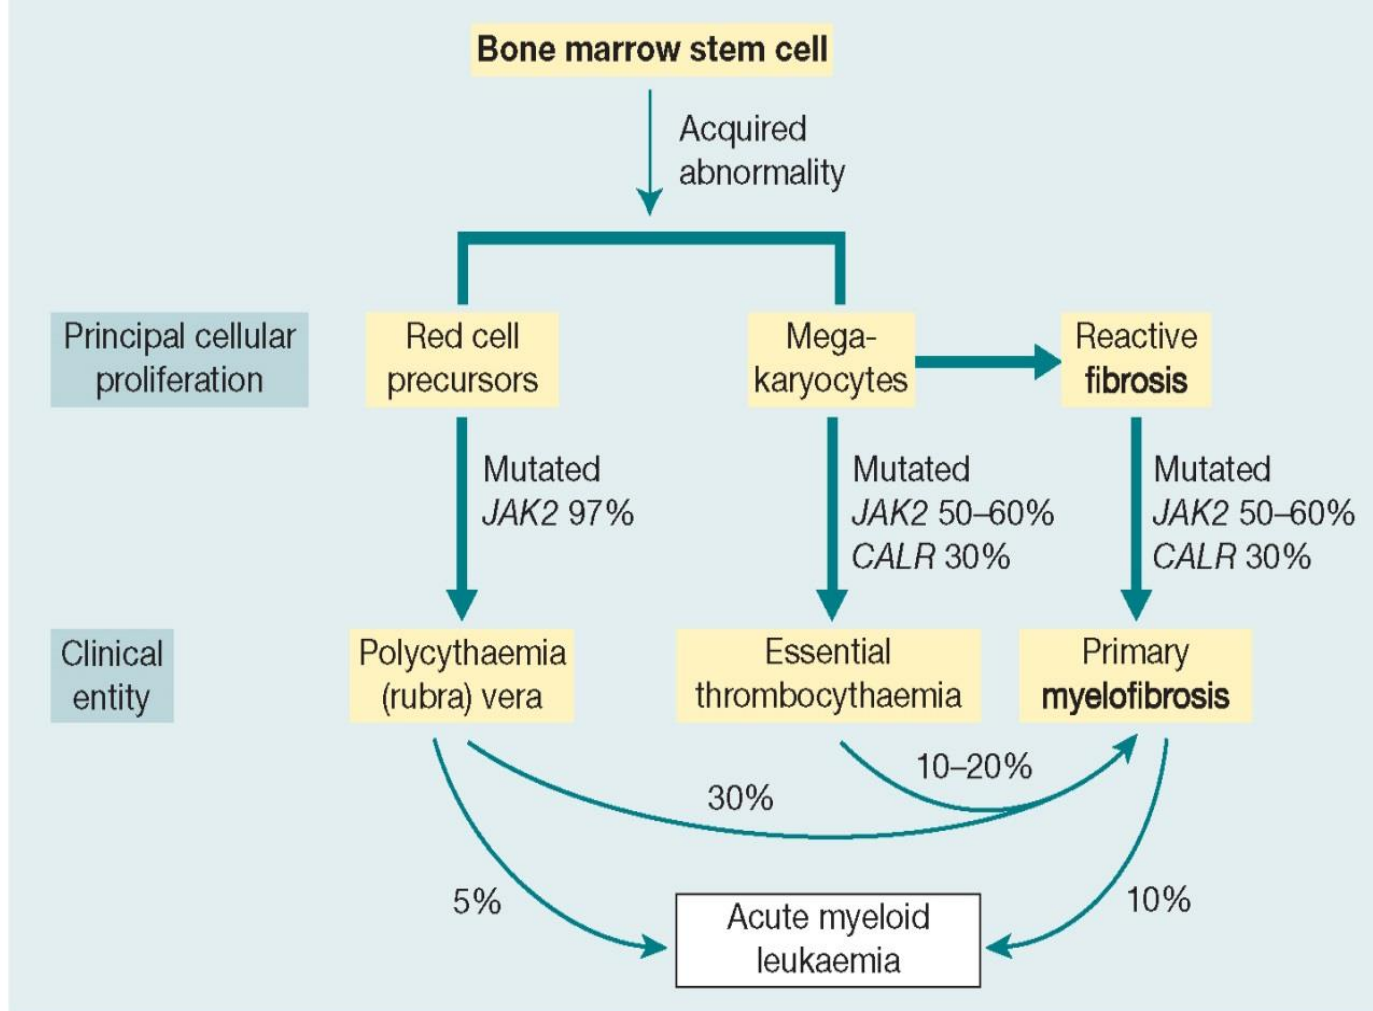 Bone marrow stem cell
Acquired
abnormality
Principal cellular
proliferation
Red cell
precursors
Mega-
karyocytes
Reactive
fibrosis
Mutated
JAK2 97%
Mutated
JAK2 50–60%
CALR 30%
Mutated
JAK2 50–60%
CALR 30%
Clinical
entity
Polycythaemia
(rubra) vera
Essential
thrombocythaemia
Primary
myelofibrosis
10–20%
30%
5%
10%
Acute myeloid
leukaemia